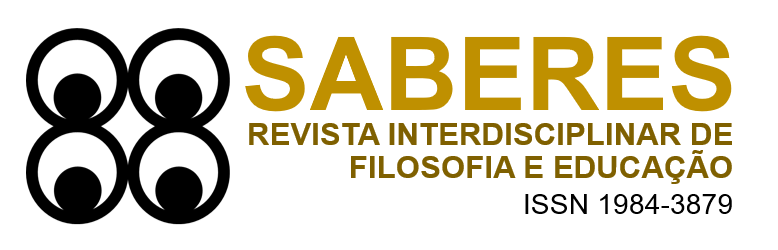 SABERES
REVISTA INTERDISCIPLINAR DE
FILOSOFIA E EDUCAÇÃO
ISSN 1984-3879